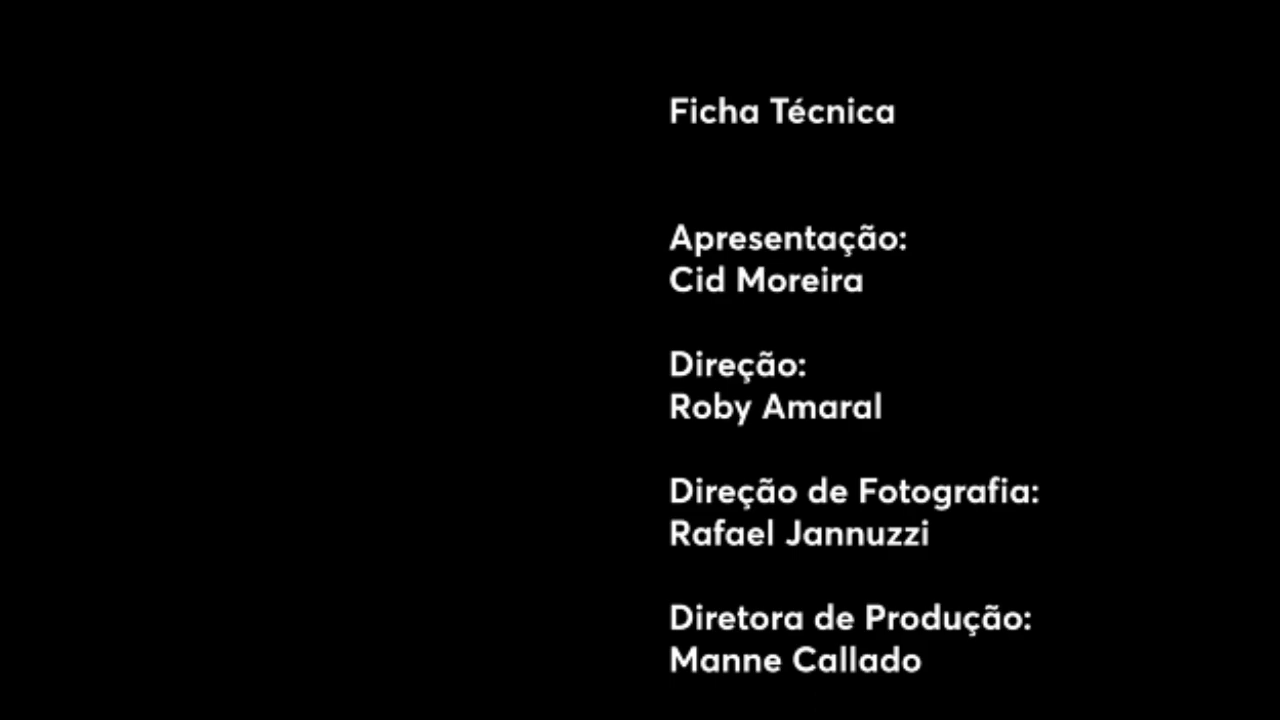 Ficha Técnica
Apresentação:
Cid Moreira
Direção:
Roby Amaral
Direção de Fotografia:
Rafael Jannuzzi
Diretora de Produção:
Manne Callado